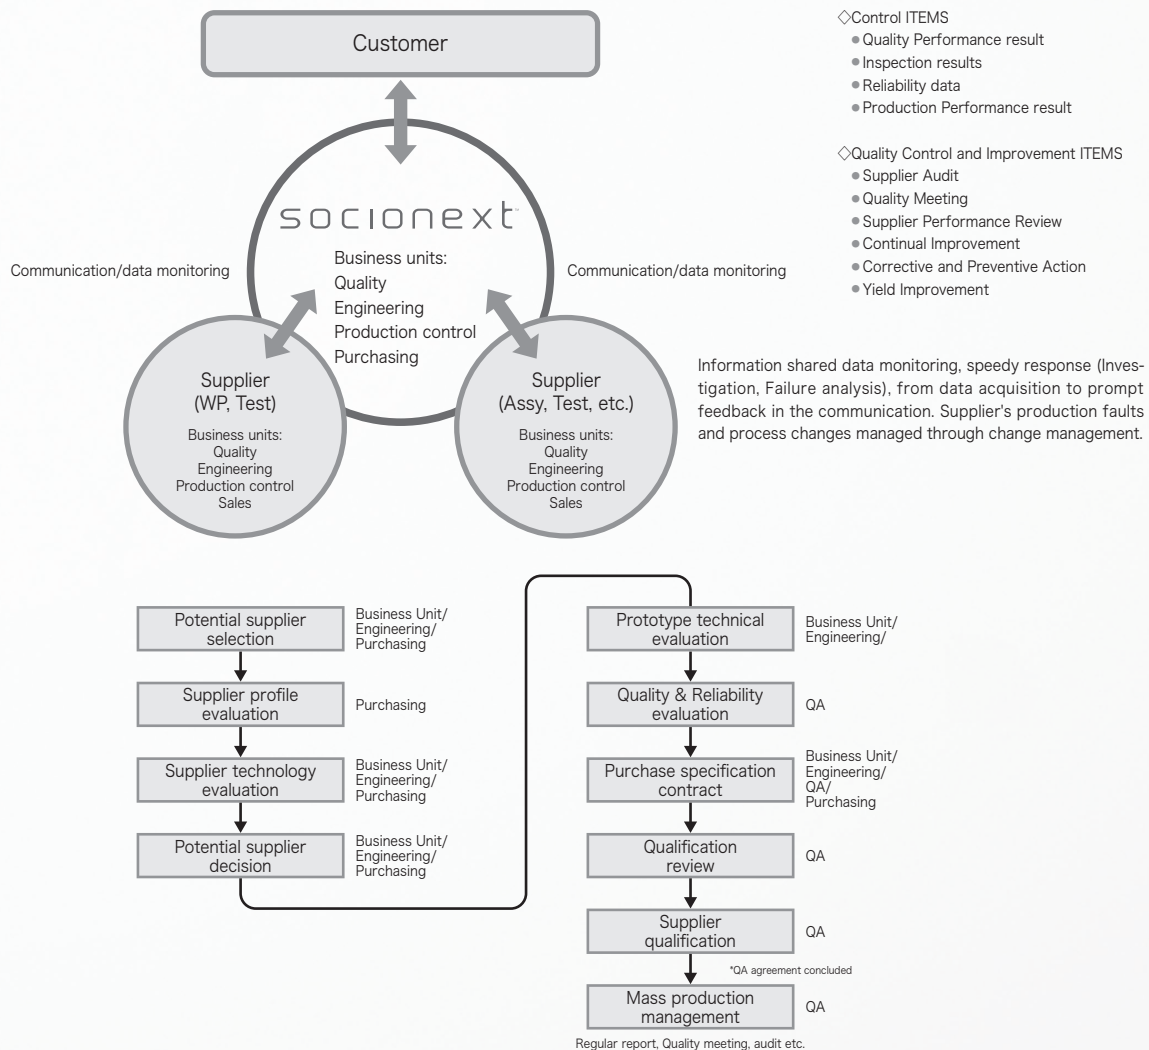 Customer
socionext
Business units:
Quality
Engineering
Production control
Purchasing
Communication/data monitoring
Communication/data monitoring
Supplier
(WP, Test)
Business units:
Quality
Engineering
Production control
Sales
Supplier
(Assy, Test, etc.)
Business units:
Quality
Engineering
Production control
Sales
◇Control ITEMS
● Quality Performance result
● Inspection results
● Reliability data
● Production Performance result
◇Quality Control and Improvement ITEMS
● Supplier Audit
● Quality Meeting
● Supplier Performance Review
● Continual Improvement
● Corrective and Preventive Action
● Yield Improvement
Information shared data monitoring, speedy response (Inves-
tigation, Failure analysis), from data acquisition to prompt
feedback in the communication. Supplier's production faults
and process changes managed through change management.
Potential supplier
selection
Business Unit/
Engineering/
Purchasing
Supplier profile
evaluation
Purchasing
Supplier technology
evaluation
Business Unit/
Engineering/
Purchasing
Potential supplier
decision
Business Unit/
Engineering/
Purchasing
Prototype technical
evaluation
Business Unit/
Engineering/
Quality & Reliability
evaluation
QA
Purchase specification
contract
Business Unit/
Engineering/
QA/
Purchasing
Qualification
review
QA
Supplier
qualification
QA
*QA agreement concluded
Mass production
management
QA
Regular report, Quality meeting, audit etc.